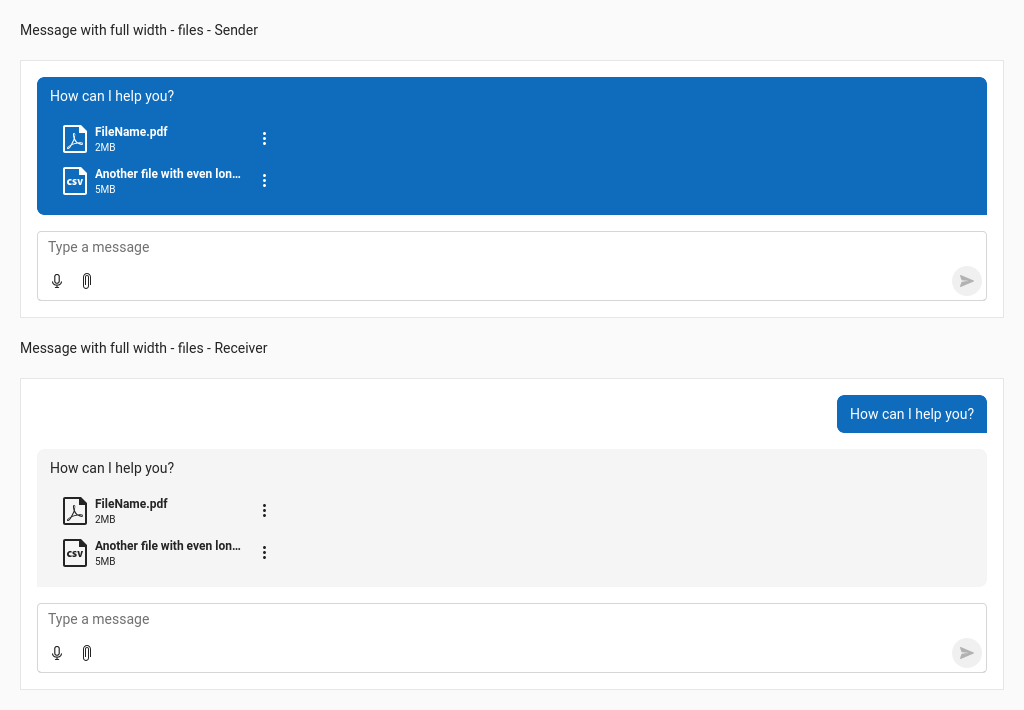 Message with full width - files - Sender
How can I help you?
FileName.pdf
2MB
CSV
Another file with even lon…
5MB
Type a message
Message with full width - files - Receiver
How can I help you?
How can I help you?
FileName.pdf
2MB
CSV
Another file with even lon…
5MB
Type a message